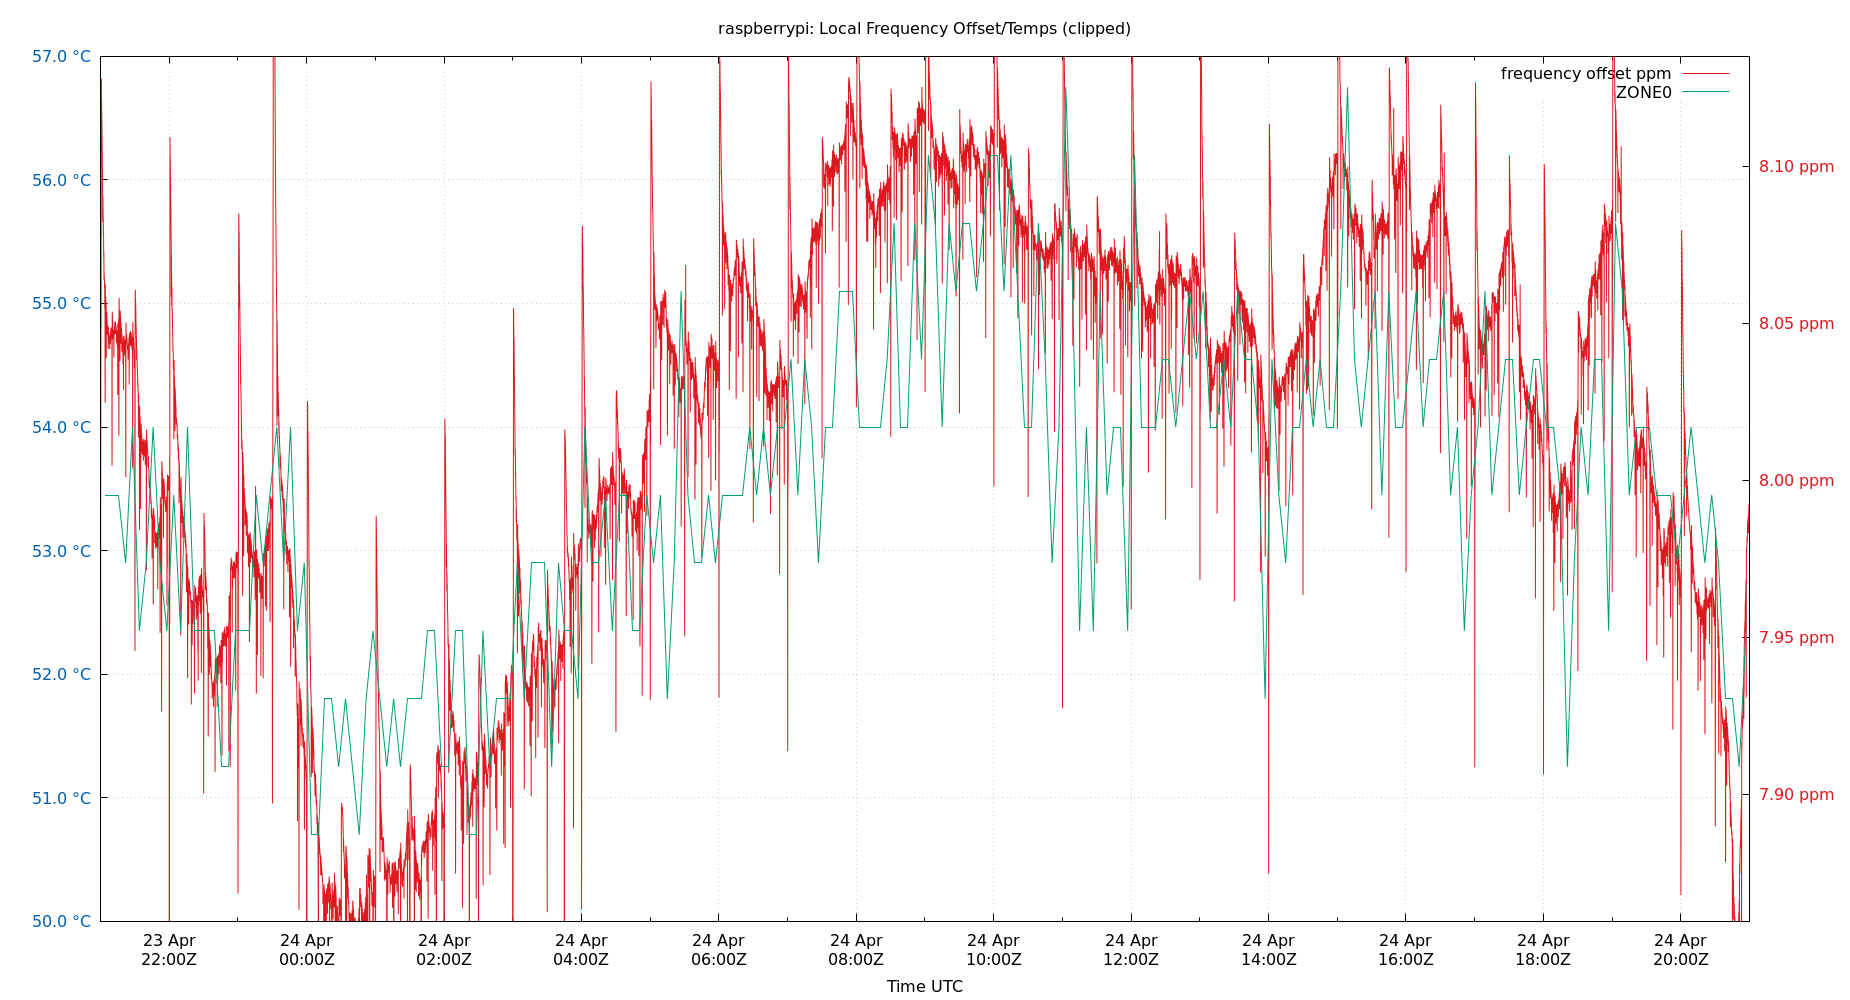 raspberrypi: Local Frequency Offset/Temps (clipped)
57.0 °C
56.0 °C
55.0 °C
54.0 °C
53.0 °C
52.0 °C
51.0 °C
50.0 °C
frequency offset ppm
ZONE0
8.10 ppm
8.05 ppm
8.00 ppm
7.95 ppm
7.90 ppm
23 Apr
22:00Z
24 Apr
00:00Z
24 Apr
02:00Z
24 Apr
04:00Z
24 Apr
06:00Z
24 Apr
08:00Z
24 Apr
10:00Z
24 Apr
12:00Z
24 Apr
14:00Z
24 Apr
16:00Z
24 Apr
18:00Z
24 Apr
20:00Z
Time UTC